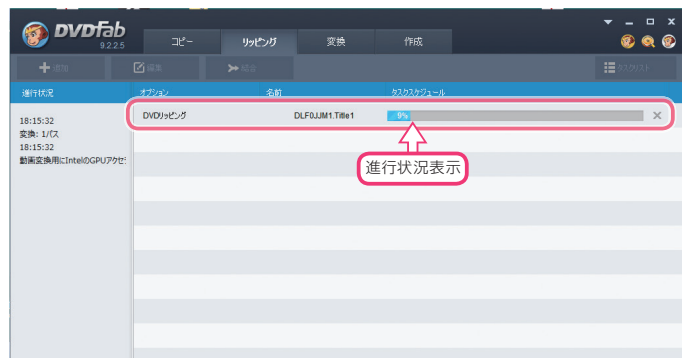 DVDFab
9.2.2.5
コピー リッピング 変換 作成
追加 編集 結合 タスクリスト
進行状況 オプション 名前 タスクスケジュール
18:15:32
変換: 1/パス
18:15:32
動画変換用にIntelのGPUアクセ
DVDリッピング DLF0JJM1.Title1 9%
進行状況表示